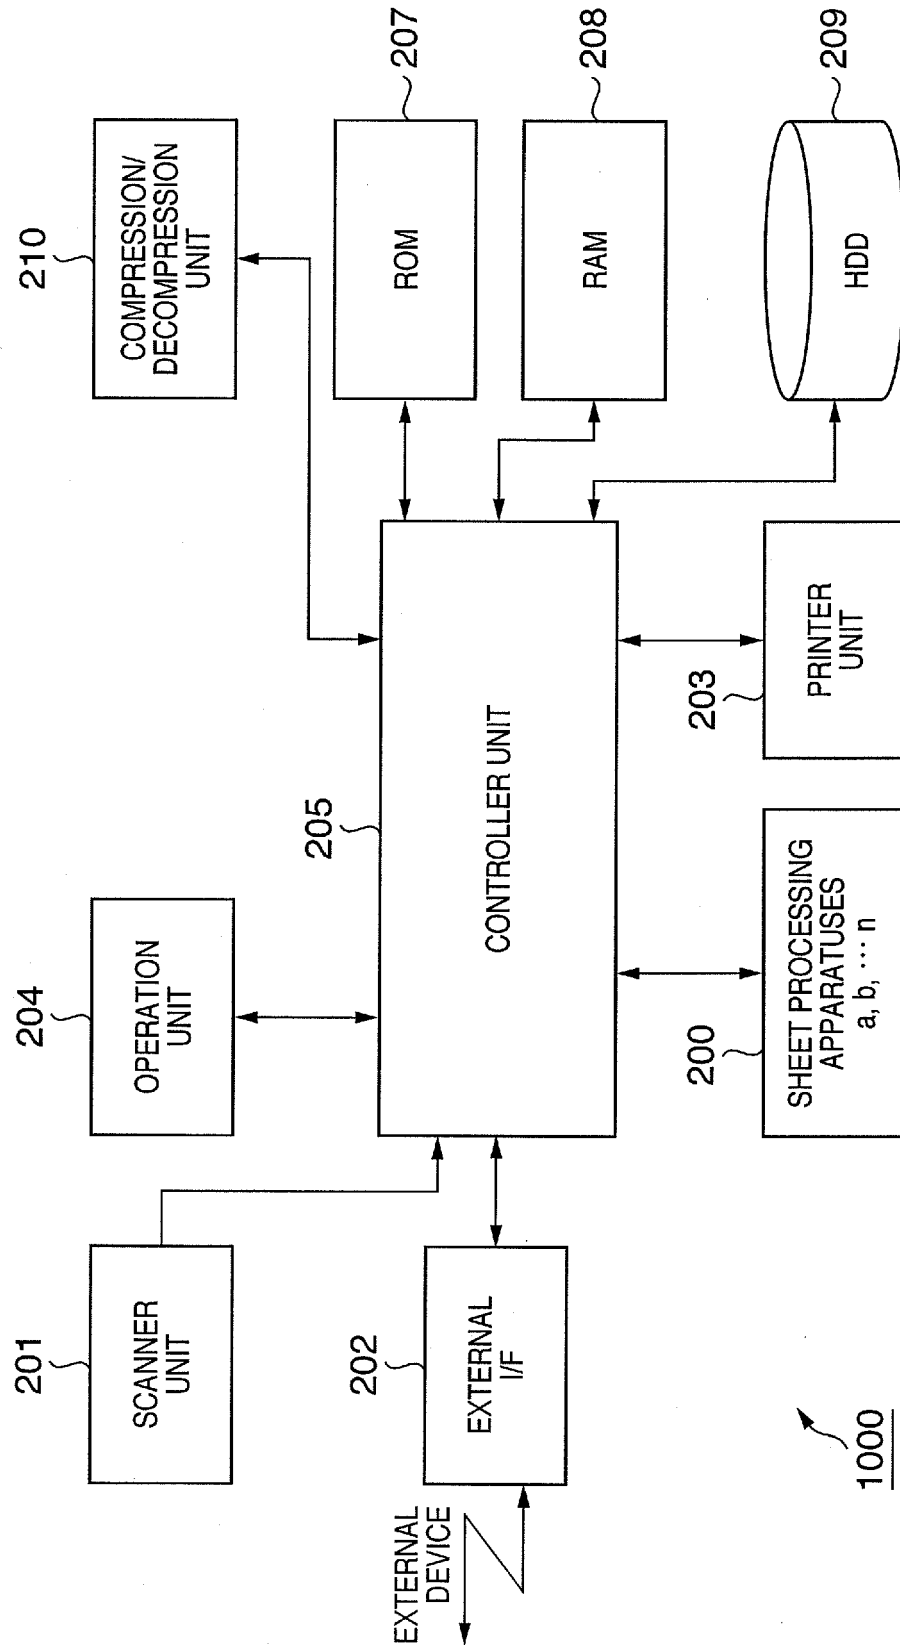 201
SCANNER
UNIT
204
OPERATION
UNIT
210
COMPRESSION/
DECOMPRESSION
UNIT
EXTERNAL
DEVICE
202
EXTERNAL
I/F
205
CONTROLLER UNIT
ROM
207
RAM
208
200
SHEET PROCESSING
APPARATUSES
a, b, ··· n
203
PRINTER
UNIT
HDD
209
1000